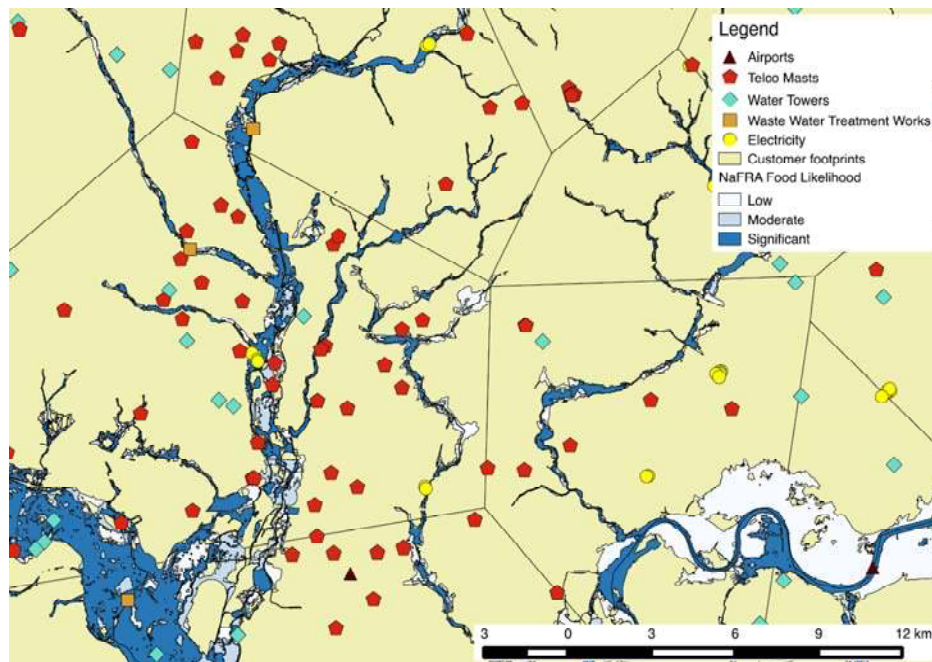 Legend
Airports
Telco Masts
Water Towers
Waste Water Treatment Works
Electricity
Customer footprints
NaFRA Food Likelihood
Low
Moderate
Significant
3 0 3 6 9 12 km